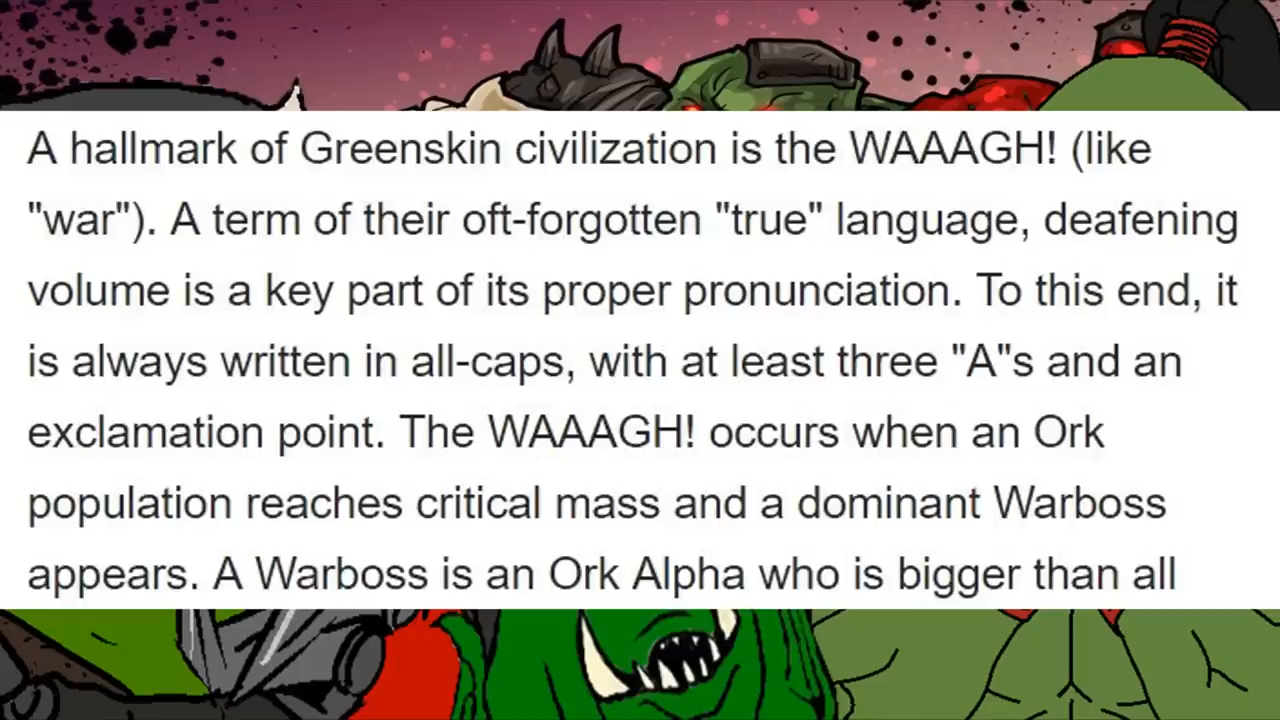 A hallmark of Greenskin civilization is the WAAAGH! (like
"war"). A term of their oft-forgotten "true" language, deafening
volume is a key part of its proper pronunciation. To this end, it
is always written in all-caps, with at least three "A"s and an
exclamation point. The WAAAGH! occurs when an Ork
population reaches critical mass and a dominant Warboss
appears. A Warboss is an Ork Alpha who is bigger than all